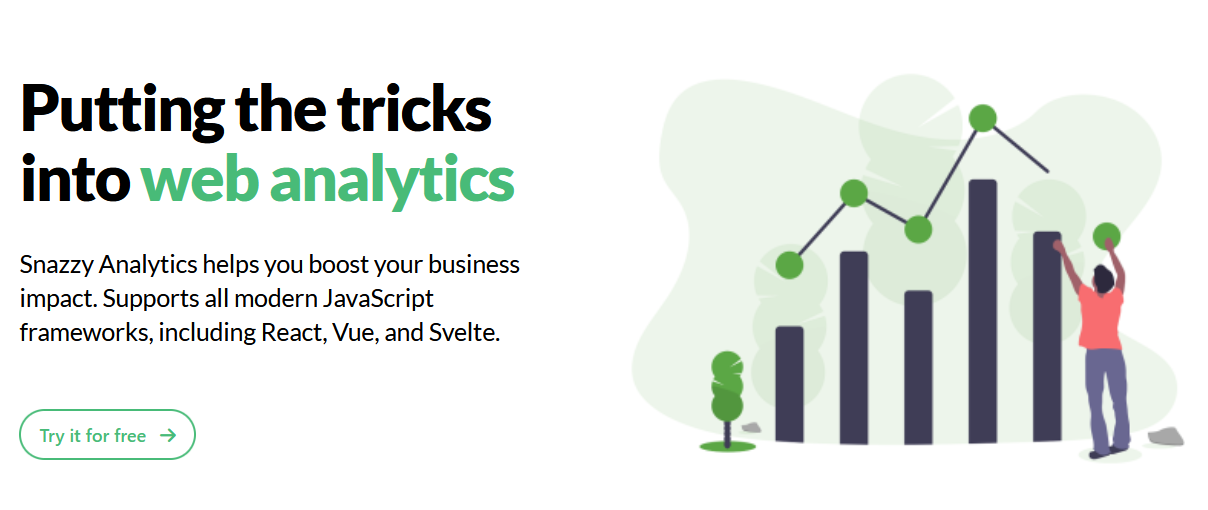 Putting the tricks
into web analytics
Snazzy Analytics helps you boost your business
impact. Supports all modern JavaScript
frameworks, including React, Vue, and Svelte.
Try it for free →